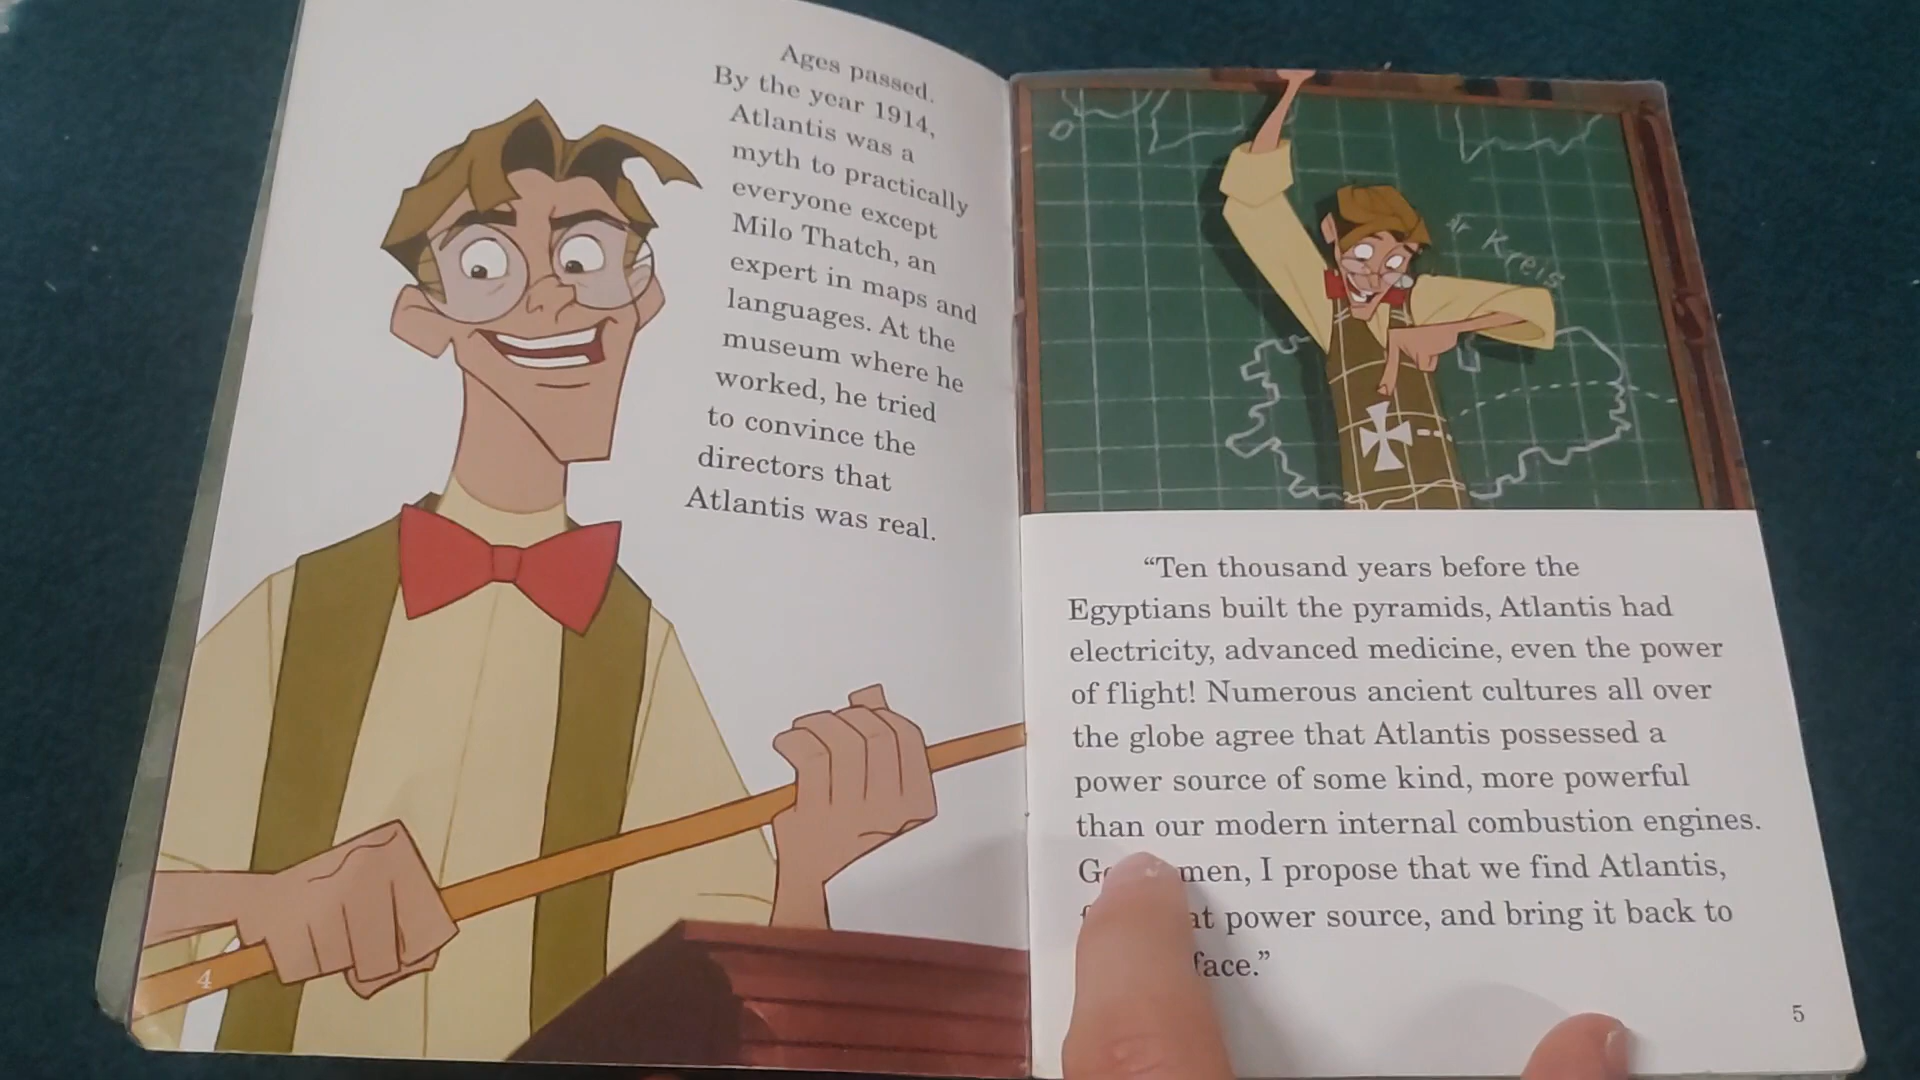 Ages passed.
By the year 1914,
Atlantis was a
myth to practically
everyone except
Milo Thatch, an
expert in maps and
languages. At the
museum where he
worked, he tried
to convince the
directors that
Atlantis was real.
4
Kreis
“Ten thousand years before the
Egyptians built the pyramids, Atlantis had
electricity, advanced medicine, even the power
of flight! Numerous ancient cultures all over
the globe agree that Atlantis possessed a
power source of some kind, more powerful
than our modern internal combustion engines.
I propose that we find Atlantis,
power source, and bring it back to
5